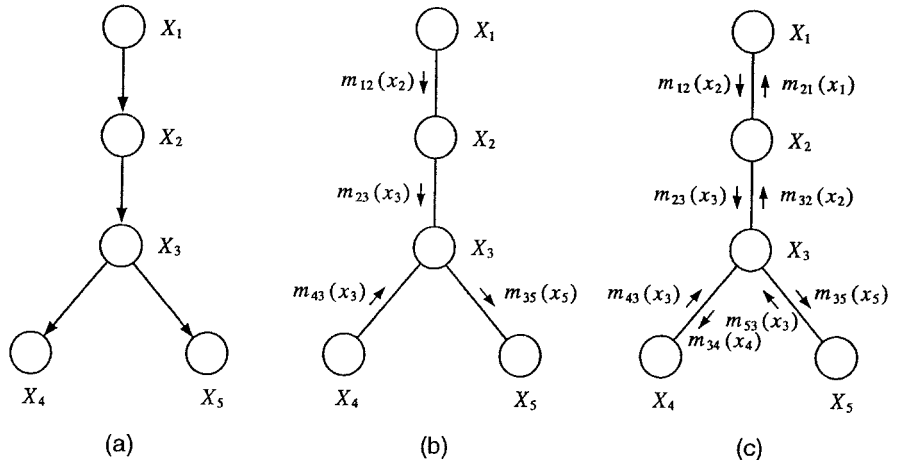 X₁
X₂
X₃
X₄ X₅
(a)
X₁
m₁₂(x₂)
X₂
m₂₃(x₃)
X₃
m₄₃(x₃) m₃₅(x₅)
X₄ X₅
(b)
X₁
m₁₂(x₂) m₂₁(x₁)
X₂
m₂₃(x₃) m₃₂(x₂)
X₃
m₄₃(x₃) m₃₅(x₅)
m₅₃(x₃)
m₃₄(x₄)
X₄ X₅
(c)